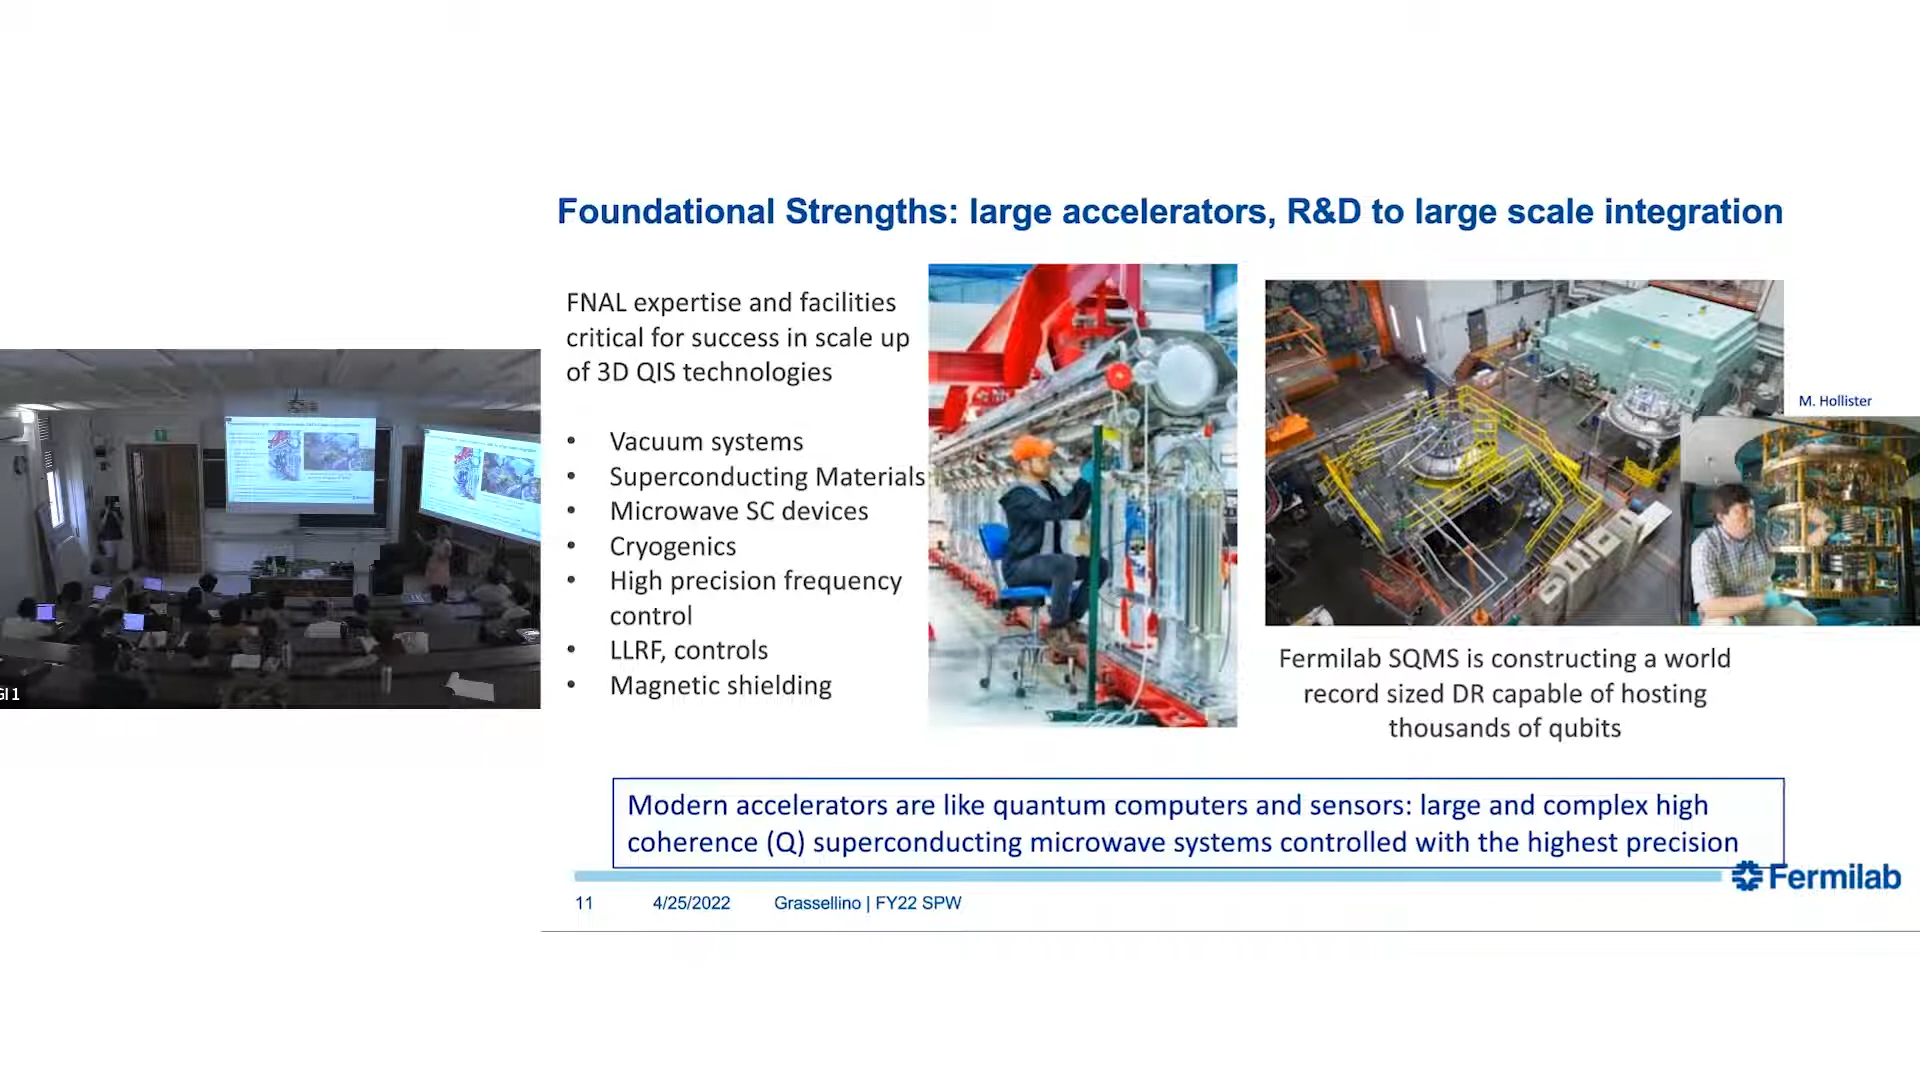 Foundational Strengths: large accelerators, R&D to large scale integration
FNAL expertise and facilities
critical for success in scale up
of 3D QIS technologies
• Vacuum systems
• Superconducting Materials
• Microwave SC devices
• Cryogenics
• High precision frequency
control
• LLRF, controls
• Magnetic shielding
M. Hollister
Fermilab SQMS is constructing a world
record sized DR capable of hosting
thousands of qubits
Modern accelerators are like quantum computers and sensors: large and complex high
coherence (Q) superconducting microwave systems controlled with the highest precision
Fermilab
11 4/25/2022 Grassellino | FY22 SPW